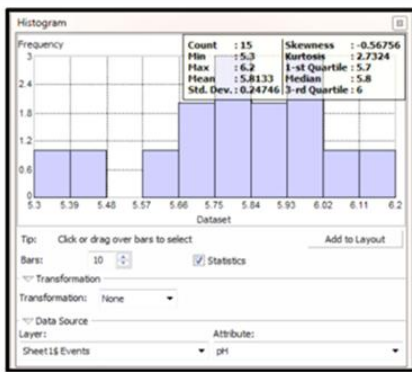 Histogram
Frequency
Count : 15 Skewness : -0.56756
Min : 5.3 Kurtosis : 2.7324
Max : 6.2 1-st Quartile : 5.7
Mean : 5.8133 Median : 5.8
Std. Dev. : 0.24746 3-rd Quartile : 6
3
2.4
1.8
1.2
0.6
0
5.3 5.39 5.48 5.57 5.66 5.75 5.84 5.93 6.02 6.11 6.2
Dataset
Tip: Click or drag over bars to select Add to Layout
Bars: 10 Statistics
Transformation
Transformation: None
Data Source
Layer: Attribute:
Sheet1$ Events pH